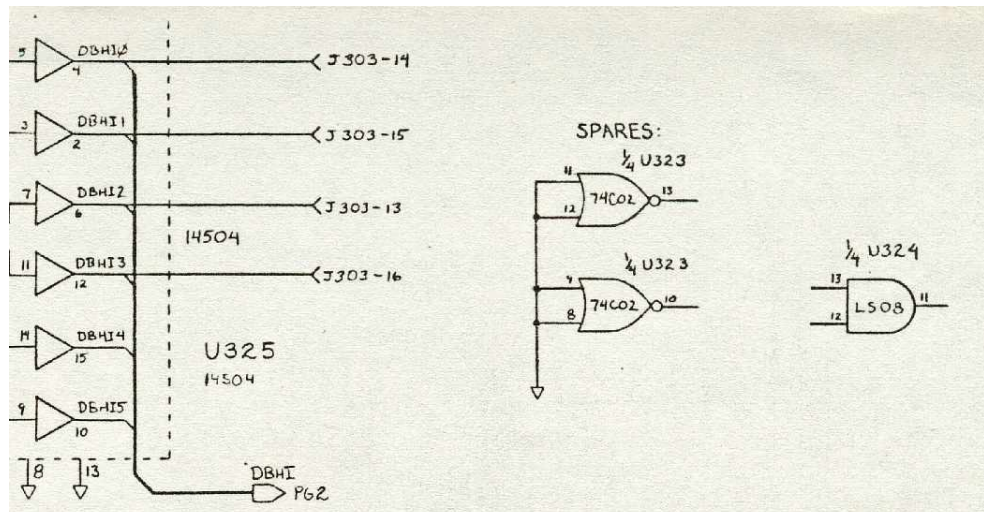 5 DBHIØ 4 J303-14
3 DBHI1 2 J303-15
7 DBHI2 6 J303-13
11 DBHI3 12 J303-16
14 DBHI4 15
9 DBHI5 10
14504
U325
14504
8 13
DBHI
PG2
SPARES:
¼ U323
11 74C02 13
12
¼ U323
9 74C02 10
8
¼ U324
13 LS08 11
12